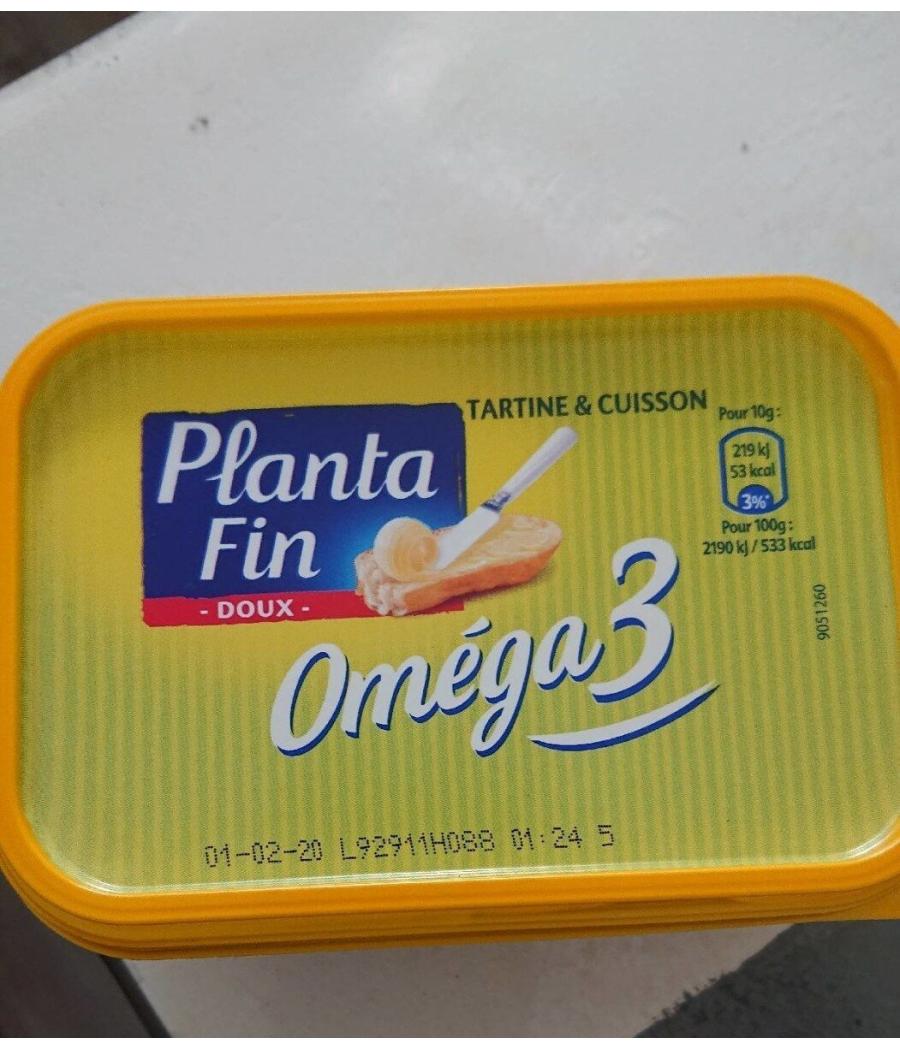 TARTINE & CUISSON
Planta
Fin
- DOUX -
Oméga 3
Pour 10g :
219 kJ
53 kcal
3%*
Pour 100g :
2190 kJ / 533 kcal
9051260
01-02-20 L92911H088 01:24 5